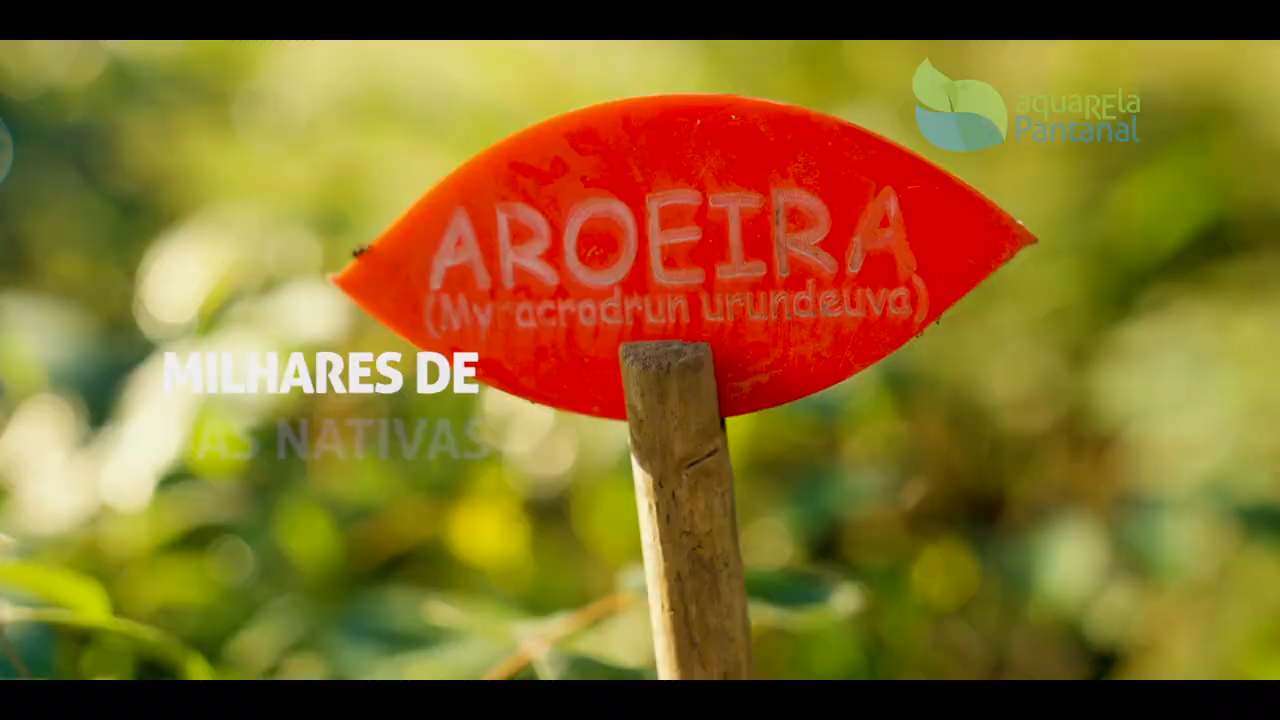 aquaREla
Pantanal
AROEIRA
(Myracrodrun urundeuva)
MILHARES DE
NATIVAS